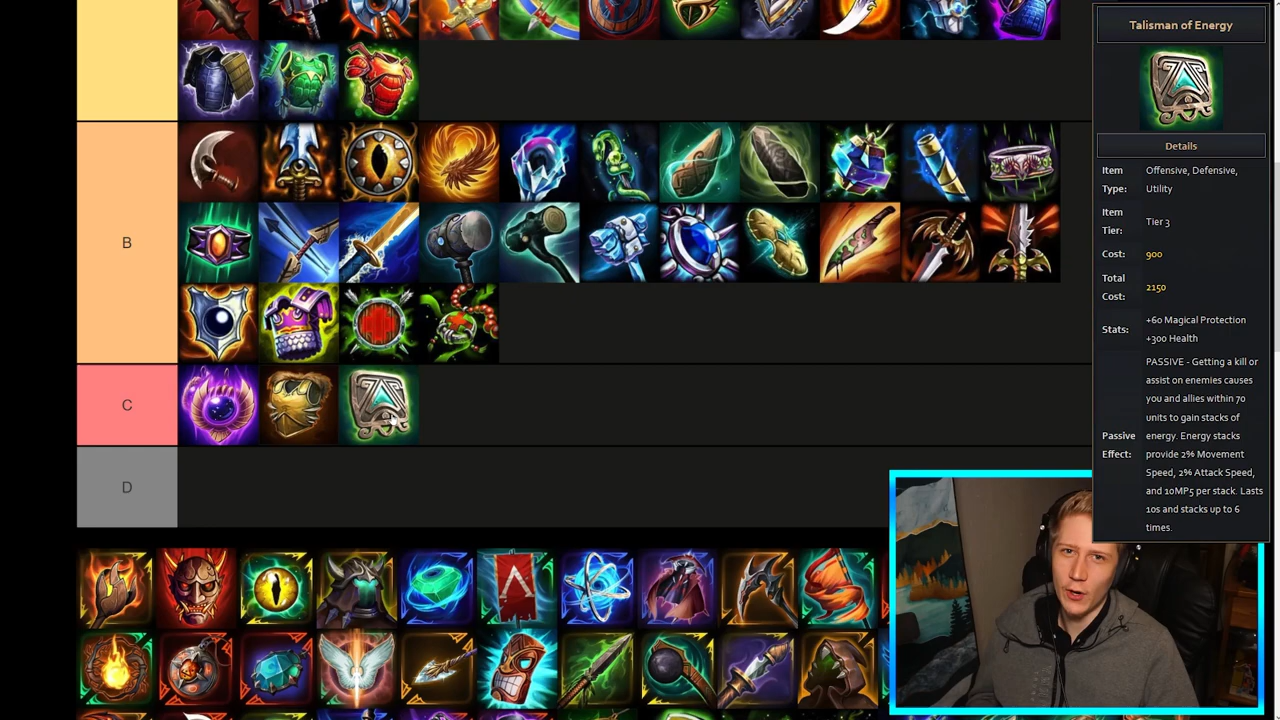 Talisman of Energy
Details
Item
Type:
Offensive, Defensive,
Utility
Item
Tier:
Tier 3
Cost:
900
Total
Cost:
2150
Stats:
+60 Magical Protection
+300 Health
Passive
Effect:
PASSIVE - Getting a kill or
assist on enemies causes
you and allies within 70
units to gain stacks of
energy. Energy stacks
provide 2% Movement
Speed, 2% Attack Speed,
and 10MP5 per stack. Lasts
10s and stacks up to 6
times.
B
C
D